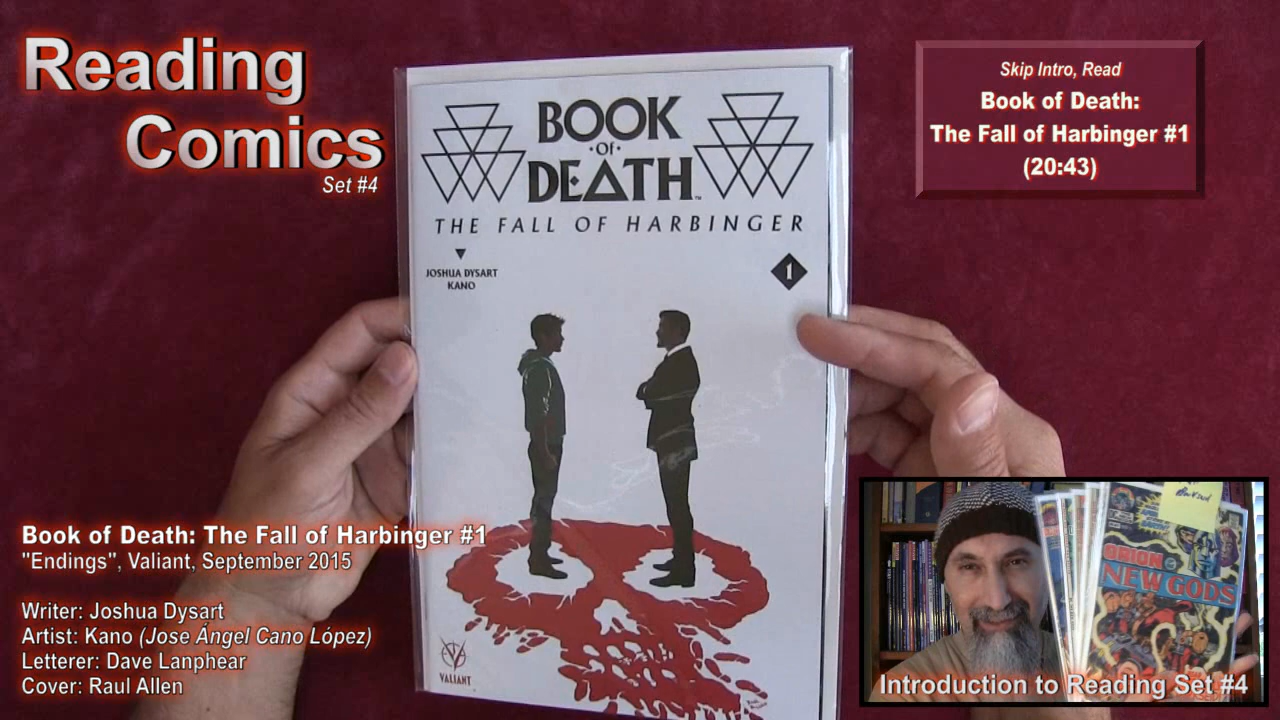 Reading
Comics
Set #4
Skip Intro, Read
Book of Death:
The Fall of Harbinger #1
(20:43)
BOOK
·OF·
DEATH™
THE FALL OF HARBINGER
JOSHUA DYSART
KANO
1
VALIANT
Book of Death: The Fall of Harbinger #1
"Endings", Valiant, September 2015
Writer: Joshua Dysart
Artist: Kano (Jose Ángel Cano López)
Letterer: Dave Lanphear
Cover: Raul Allen
ORION
NEW GODS
Introduction to Reading Set #4